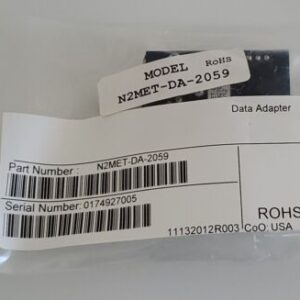 MODEL RoHS
N2MET-DA-2059
Data Adapter
Part Number : N2MET-DA-2059
Serial Number: 0174927005
ROHS
11132012R003 CoO: USA